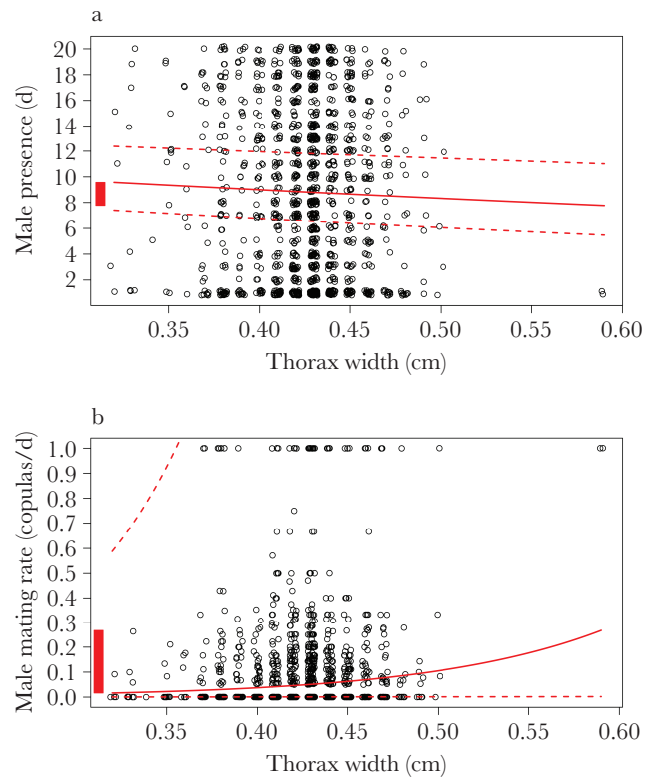 a
Male presence (d)
20
18
16
14
12
10
8
6
4
2
0.35 0.40 0.45 0.50 0.55 0.60
Thorax width (cm)
b
Male mating rate (copulas/d)
1.0
0.9
0.8
0.7
0.6
0.5
0.4
0.3
0.2
0.1
0.0
0.35 0.40 0.45 0.50 0.55 0.60
Thorax width (cm)